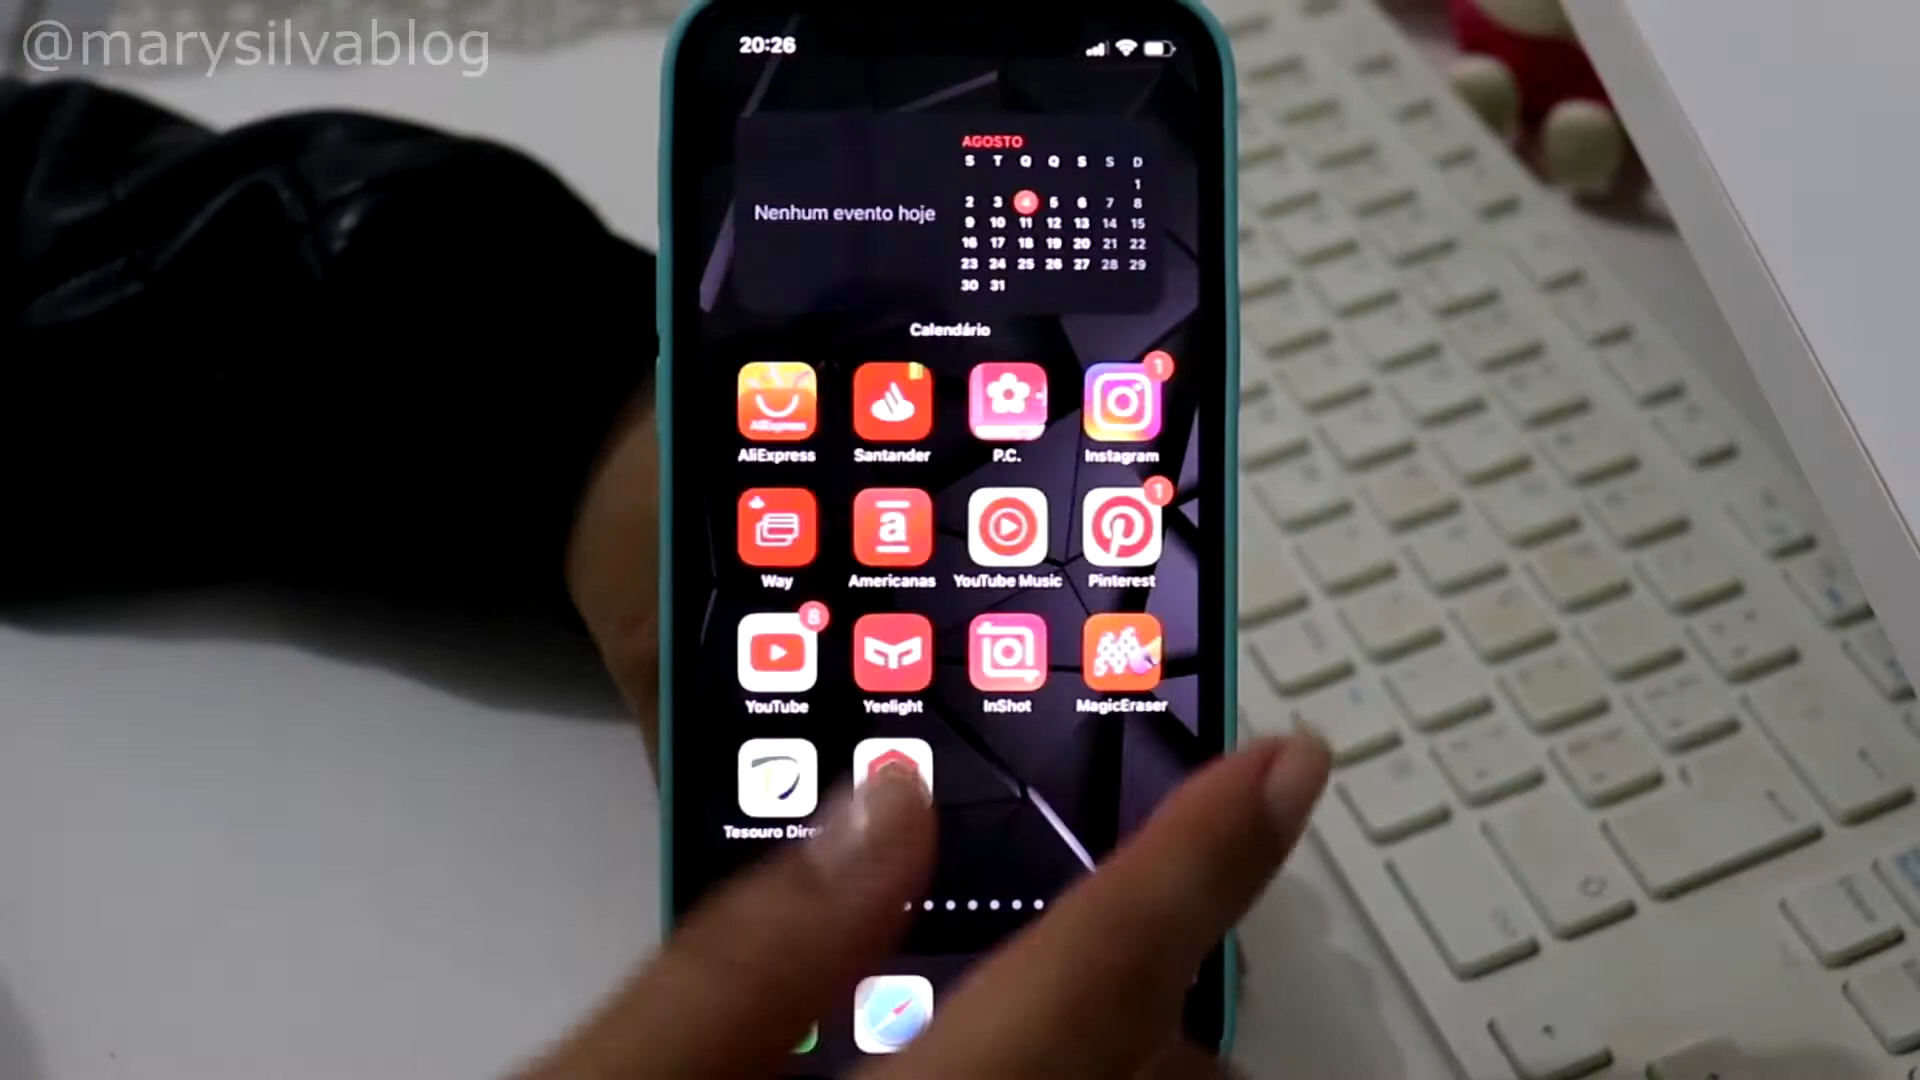 @marysilvablog
20:26
AGOSTO
S T Q Q S S D
1
Nenhum evento hoje
2 3 4 5 6 7 8
9 10 11 12 13 14 15
16 17 18 19 20 21 22
23 24 25 26 27 28 29
30 31
Calendário
1
AliExpress
AliExpress Santander P.C. Instagram
1
a
Way Americanas YouTube Music Pinterest
8
YouTube Yeelight InShot MagicEraser
Tesouro